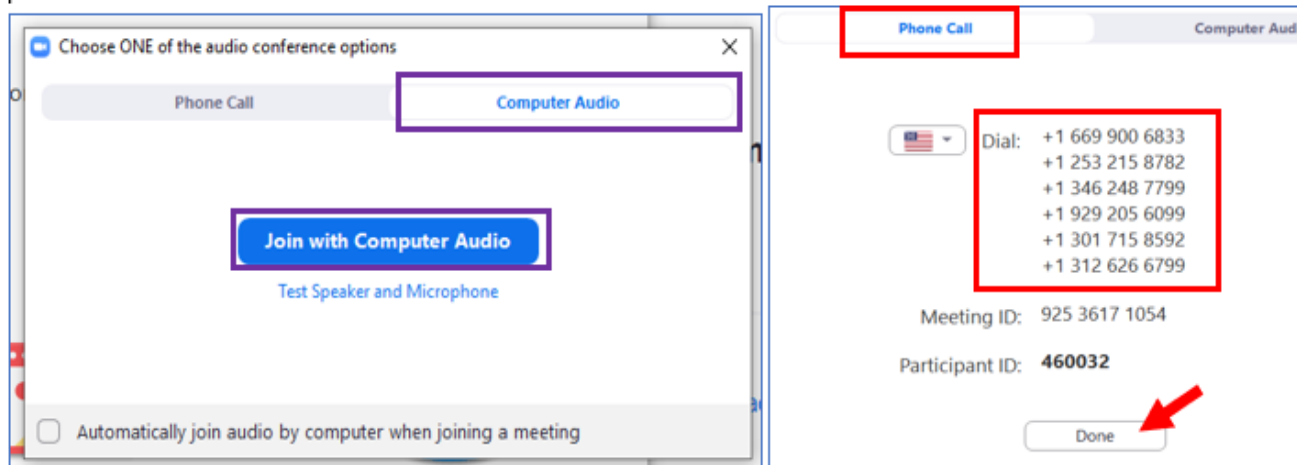 Choose ONE of the audio conference options
Phone Call
Computer Audio
Join with Computer Audio
Test Speaker and Microphone
Automatically join audio by computer when joining a meeting
Phone Call
Computer Aud
Dial:
+1 669 900 6833
+1 253 215 8782
+1 346 248 7799
+1 929 205 6099
+1 301 715 8592
+1 312 626 6799
Meeting ID: 925 3617 1054
Participant ID: 460032
Done